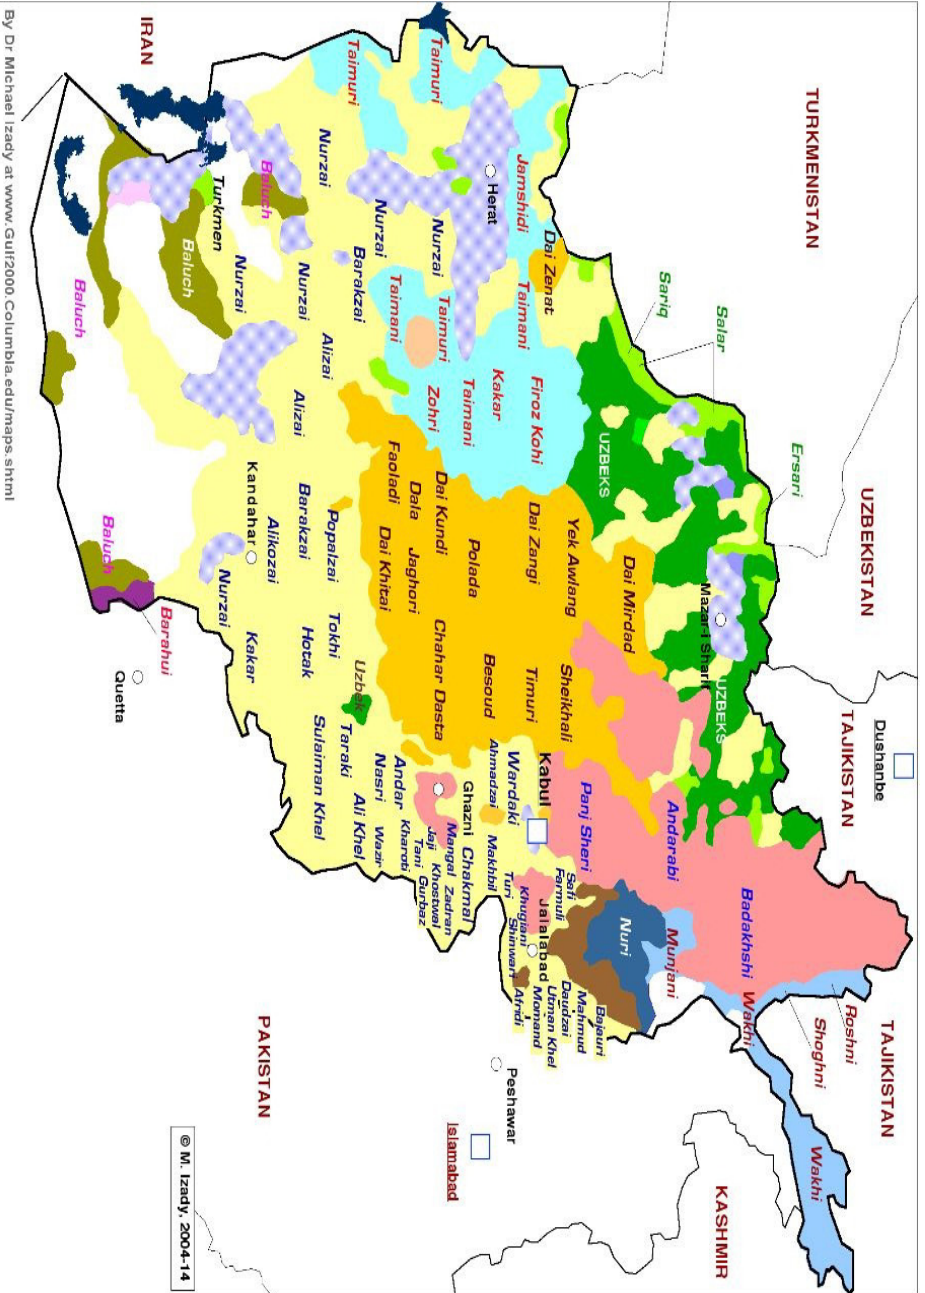 TURKMENISTAN
UZBEKISTAN
TAJIKISTAN
Dushanbe
TAJIKISTAN
Sariq
Salar
Ersari
Roshni
Shoghni
Wakhi
Wakhi
Badakhshi
Munjani
Nuri
Andarabi
Panj Sheri
UZBEKS
UZBEKS
Mazar-i Sharif
Dai Zenat
Jamshidi
Herat
Taimuri
Taimuri
Taimani
Firoz Kohi
Kakar
Taimani
Taimuri
Zohri
Taimani
Dai Mirdad
Yek Awlang
Dai Zangi
Sheikhali
Timuri
Polada
Besoud
Dai Kundi
Dala
Jaghori
Chahar Dasta
Faoladi
Dai Khitai
Kabul
Wardaki
Ahmadzai
Ghazni
Chakmal
Makhbil
Mangal
Zadran
Jaji
Khostwal
Tani
Gurbaz
Kharoti
Wazir
Andar
Nasri
Ali Khel
Taraki
Sulaiman Khel
Uzbek
Tokhi
Hotak
Kakar
Safi
Farmuli
Jalalabad
Khugiani
Turi
Shinwari
Afridi
Bajauri
Mahmud
Daudzai
Utman Khel
Momand
Nurzai
Nurzai
Nurzai
Barakzai
Nurzai
Nurzai
Alizai
Alizai
Popalzai
Barakzai
Alikozai
Kandahar
Nurzai
Baluch
Turkmen
Baluch
Baluch
Baluch
Barahui
Quetta
IRAN
PAKISTAN
Peshawar
Islamabad
KASHMIR
© M. Izady, 2004-14
By Dr Michael Izady at www.Gulf2000.Columbia.edu/maps.shtml